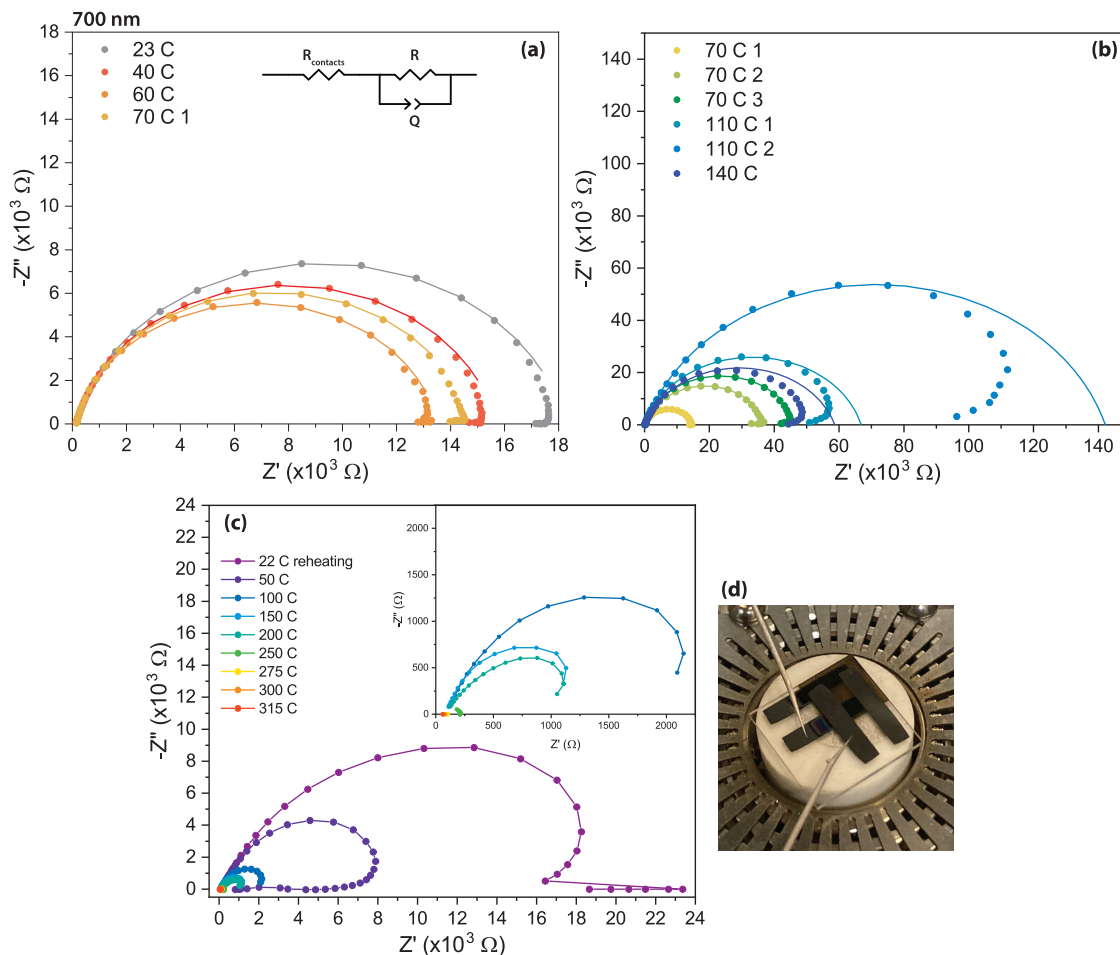 700 nm
(a)
23 C
40 C
60 C
70 C 1
R contacts
R
Q
18
16
14
12
10
8
6
4
2
0
-Z'' (x10³ Ω)
0 2 4 6 8 10 12 14 16 18
Z' (x10³ Ω)
(b)
70 C 1
70 C 2
70 C 3
110 C 1
110 C 2
140 C
140
120
100
80
60
40
20
0
-Z'' (x10³ Ω)
0 20 40 60 80 100 120 140
Z' (x10³ Ω)
(c)
22 C reheating
50 C
100 C
150 C
200 C
250 C
275 C
300 C
315 C
24
22
20
18
16
14
12
10
8
6
4
2
0
-Z'' (x10³ Ω)
0 2 4 6 8 10 12 14 16 18 20 22 24
Z' (x10³ Ω)
2250
1750
1250
750
500
0
-Z'' (Ω)
0 500 1000 1500 2000
Z' (Ω)
(d)